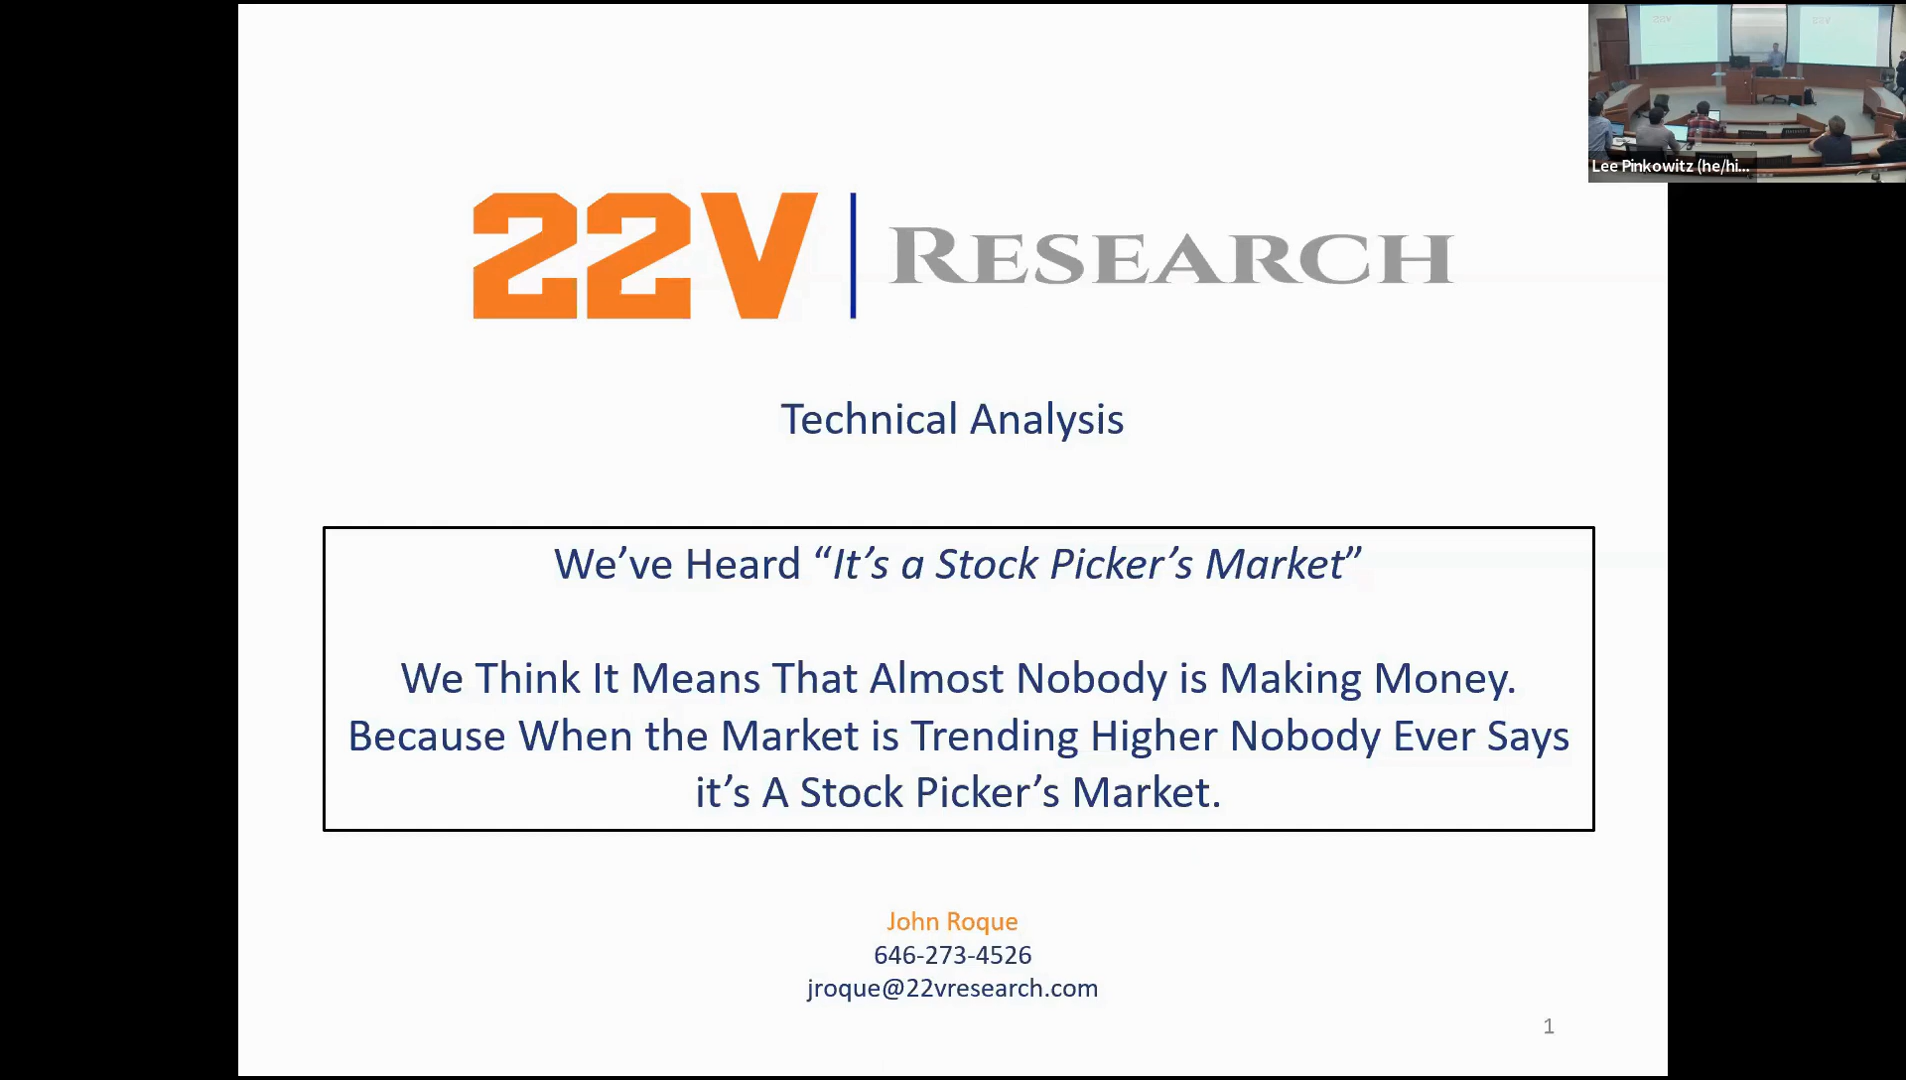 22V RESEARCH
Technical Analysis
We’ve Heard “It’s a Stock Picker’s Market”
We Think It Means That Almost Nobody is Making Money.
Because When the Market is Trending Higher Nobody Ever Says
it’s A Stock Picker’s Market.
John Roque
646-273-4526
jroque@22vresearch.com
1
22V
22V
Lee Pinkowitz (he/hi...